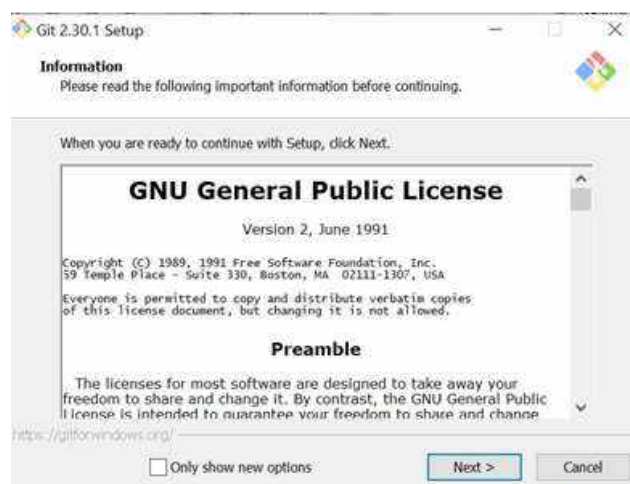 Git 2.30.1 Setup
Information
Please read the following important information before continuing.
When you are ready to continue with Setup, click Next.
GNU General Public License
Version 2, June 1991
Copyright (C) 1989, 1991 Free Software Foundation, Inc.
59 Temple Place - Suite 330, Boston, MA 02111-1307, USA
Everyone is permitted to copy and distribute verbatim copies
of this license document, but changing it is not allowed.
Preamble
The licenses for most software are designed to take away your
freedom to share and change it. By contrast, the GNU General Public
License is intended to guarantee your freedom to share and change
https://gitforwindows.org/
Only show new options
Next >
Cancel